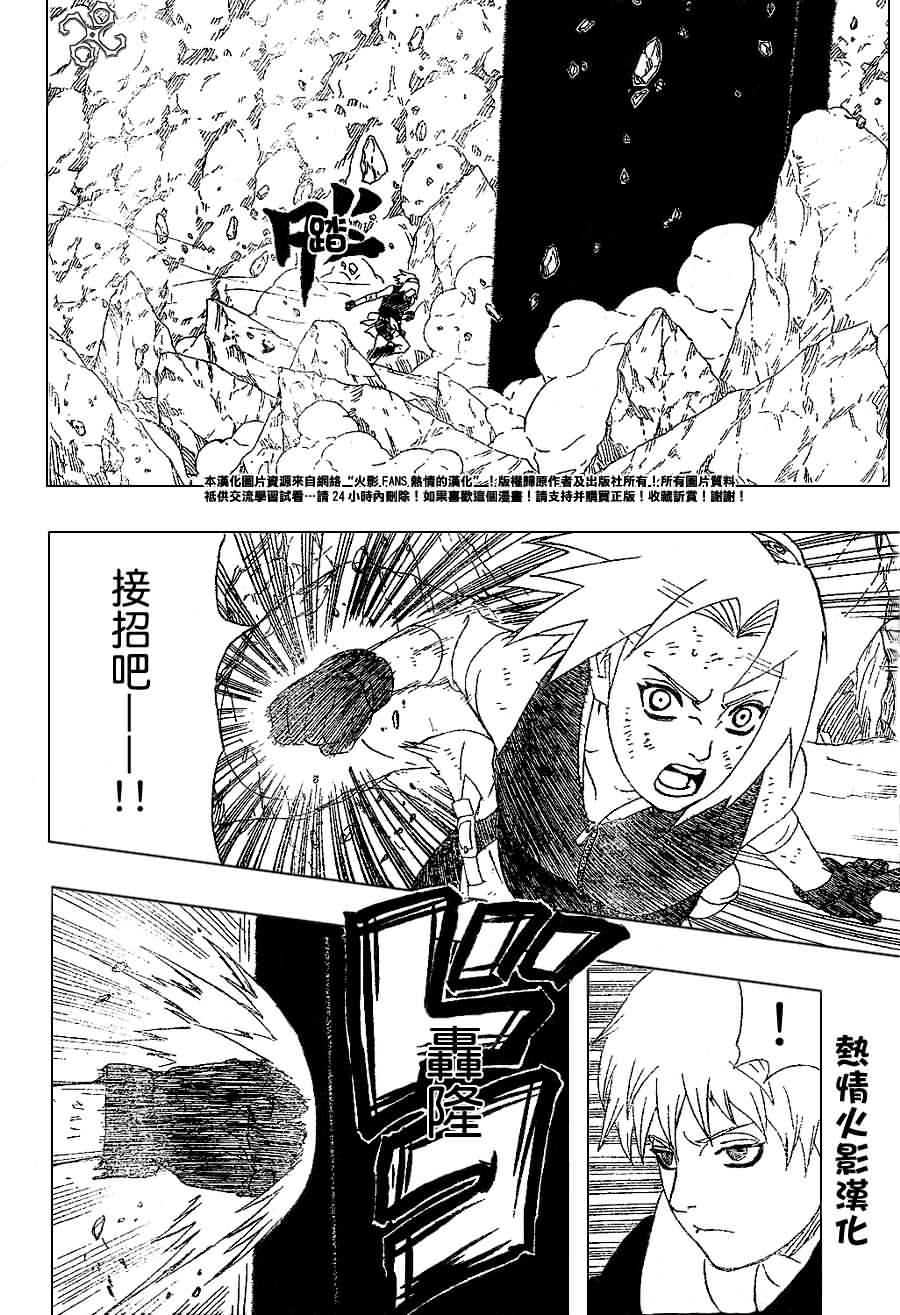 踏
本漢化圖片資源來自網絡“火影FANS熱情的漢化”！版權歸原作者及出版社所有！所有圖片質料
祗供交流學習試看…請24小時內刪除！如果喜歡這個漫畫！請支持并購買正版！收藏訢賞！謝謝！
接招吧——!!
!
ゴゴ
轟隆
熱情火影漢化